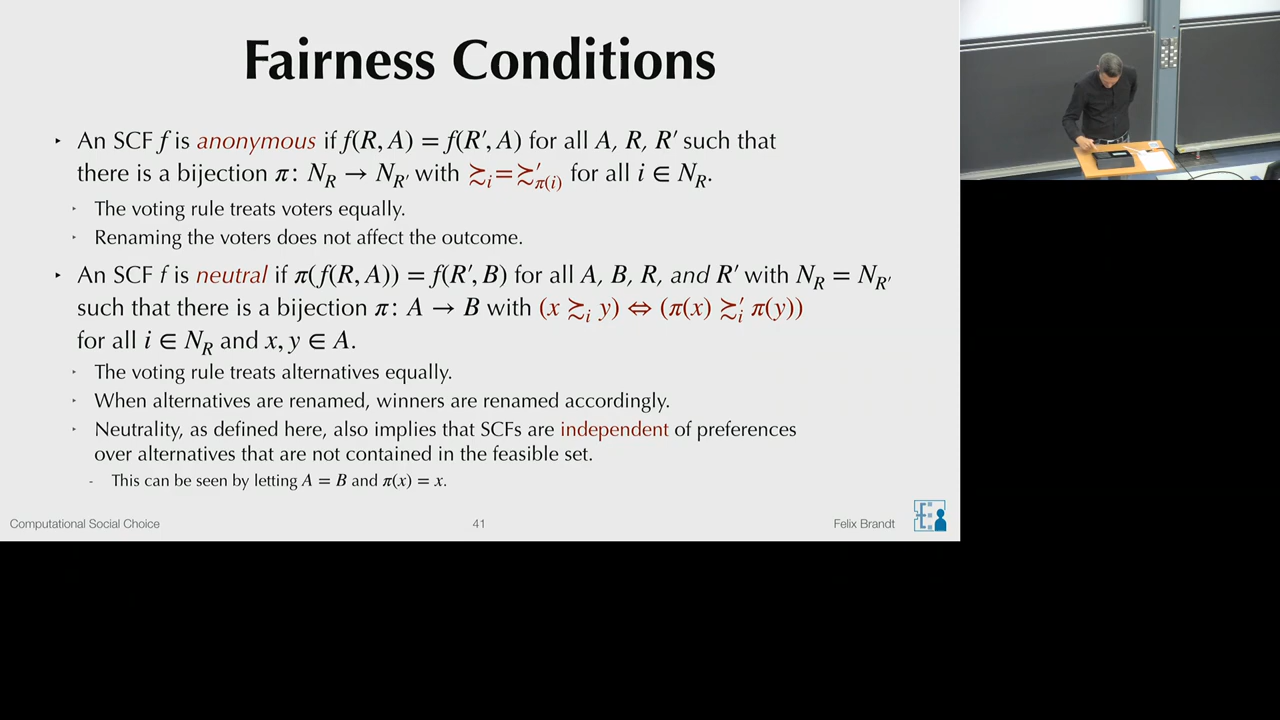 Fairness Conditions
‣ An SCF f is anonymous if f(R, A) = f(R′, A) for all A, R, R′ such that
there is a bijection π: N_R → N_R′ with ≿_i = ≿′_π(i) for all i ∈ N_R.
‣ The voting rule treats voters equally.
‣ Renaming the voters does not affect the outcome.
‣ An SCF f is neutral if π(f(R, A)) = f(R′, B) for all A, B, R, and R′ with N_R = N_R′
such that there is a bijection π: A → B with (x ≿_i y) ⇔ (π(x) ≿′_i π(y))
for all i ∈ N_R and x, y ∈ A.
‣ The voting rule treats alternatives equally.
‣ When alternatives are renamed, winners are renamed accordingly.
‣ Neutrality, as defined here, also implies that SCFs are independent of preferences
over alternatives that are not contained in the feasible set.
- This can be seen by letting A = B and π(x) = x.
Computational Social Choice 41 Felix Brandt